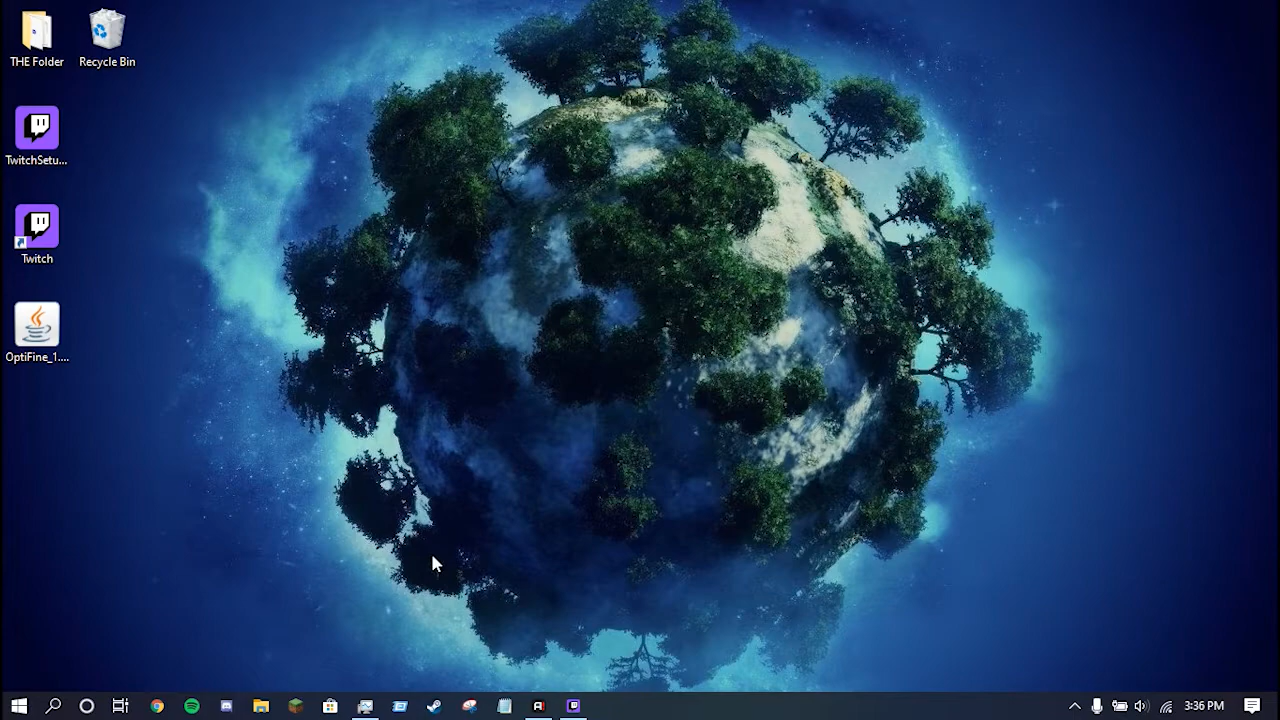 THE Folder
Recycle Bin
TwitchSetu...
Twitch
OptiFine_1....
3:36 PM